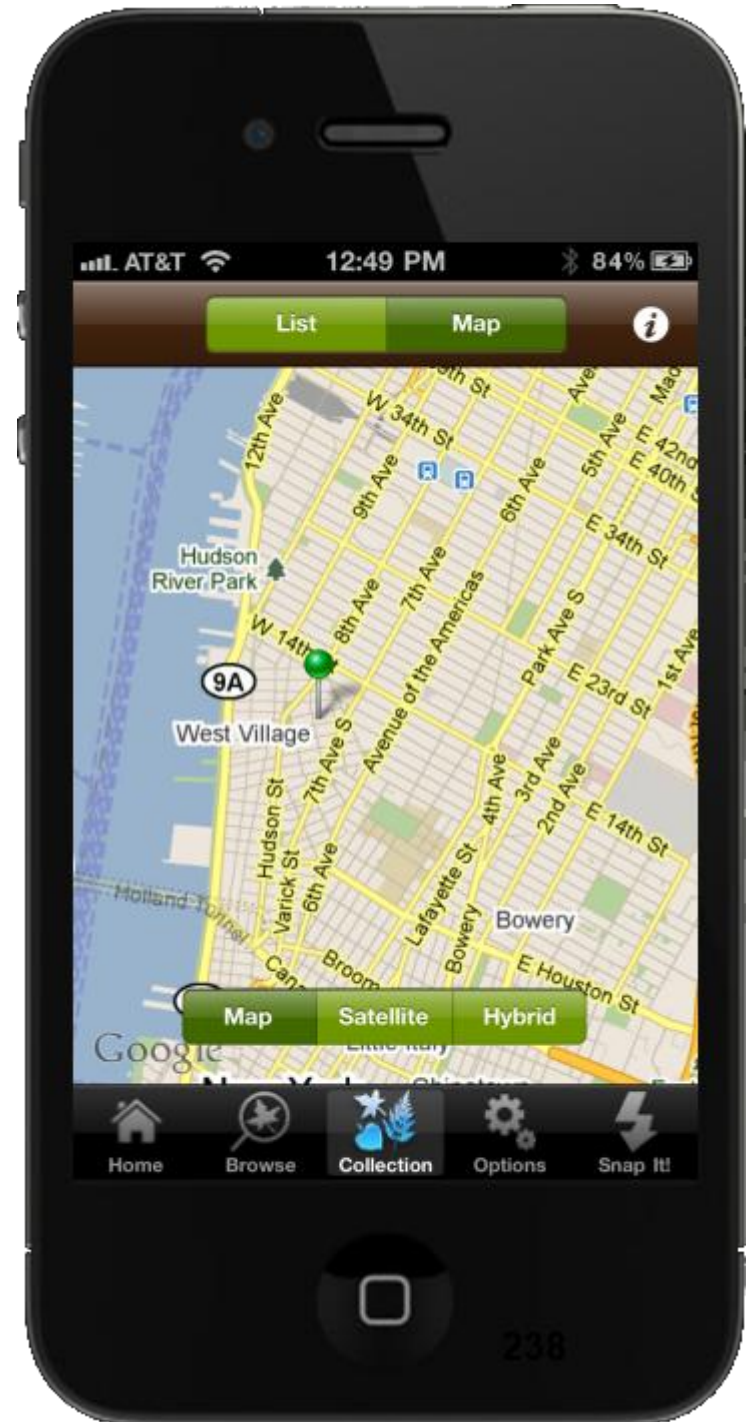 AT&T 12:49 PM 84%
List Map i
W 34th St
12th Ave
9th Ave
6th Ave
5th Ave
E 42nd
E 40th
E 34th St
Hudson
River Park
8th Ave
7th Ave
Avenue of the Americas
Park Ave S
1st Ave
W 14th
E 23rd St
9A
West Village
7th Ave S
Hudson St
Varick St
6th Ave
4th Ave
3rd Ave
2nd Ave
E 14th St
Lafayette St
Bowery
Bowery
Holland Tunnel
Broom
E Houston St
Map Satellite Hybrid
Google
Home Browse Collection Options Snap It!
238